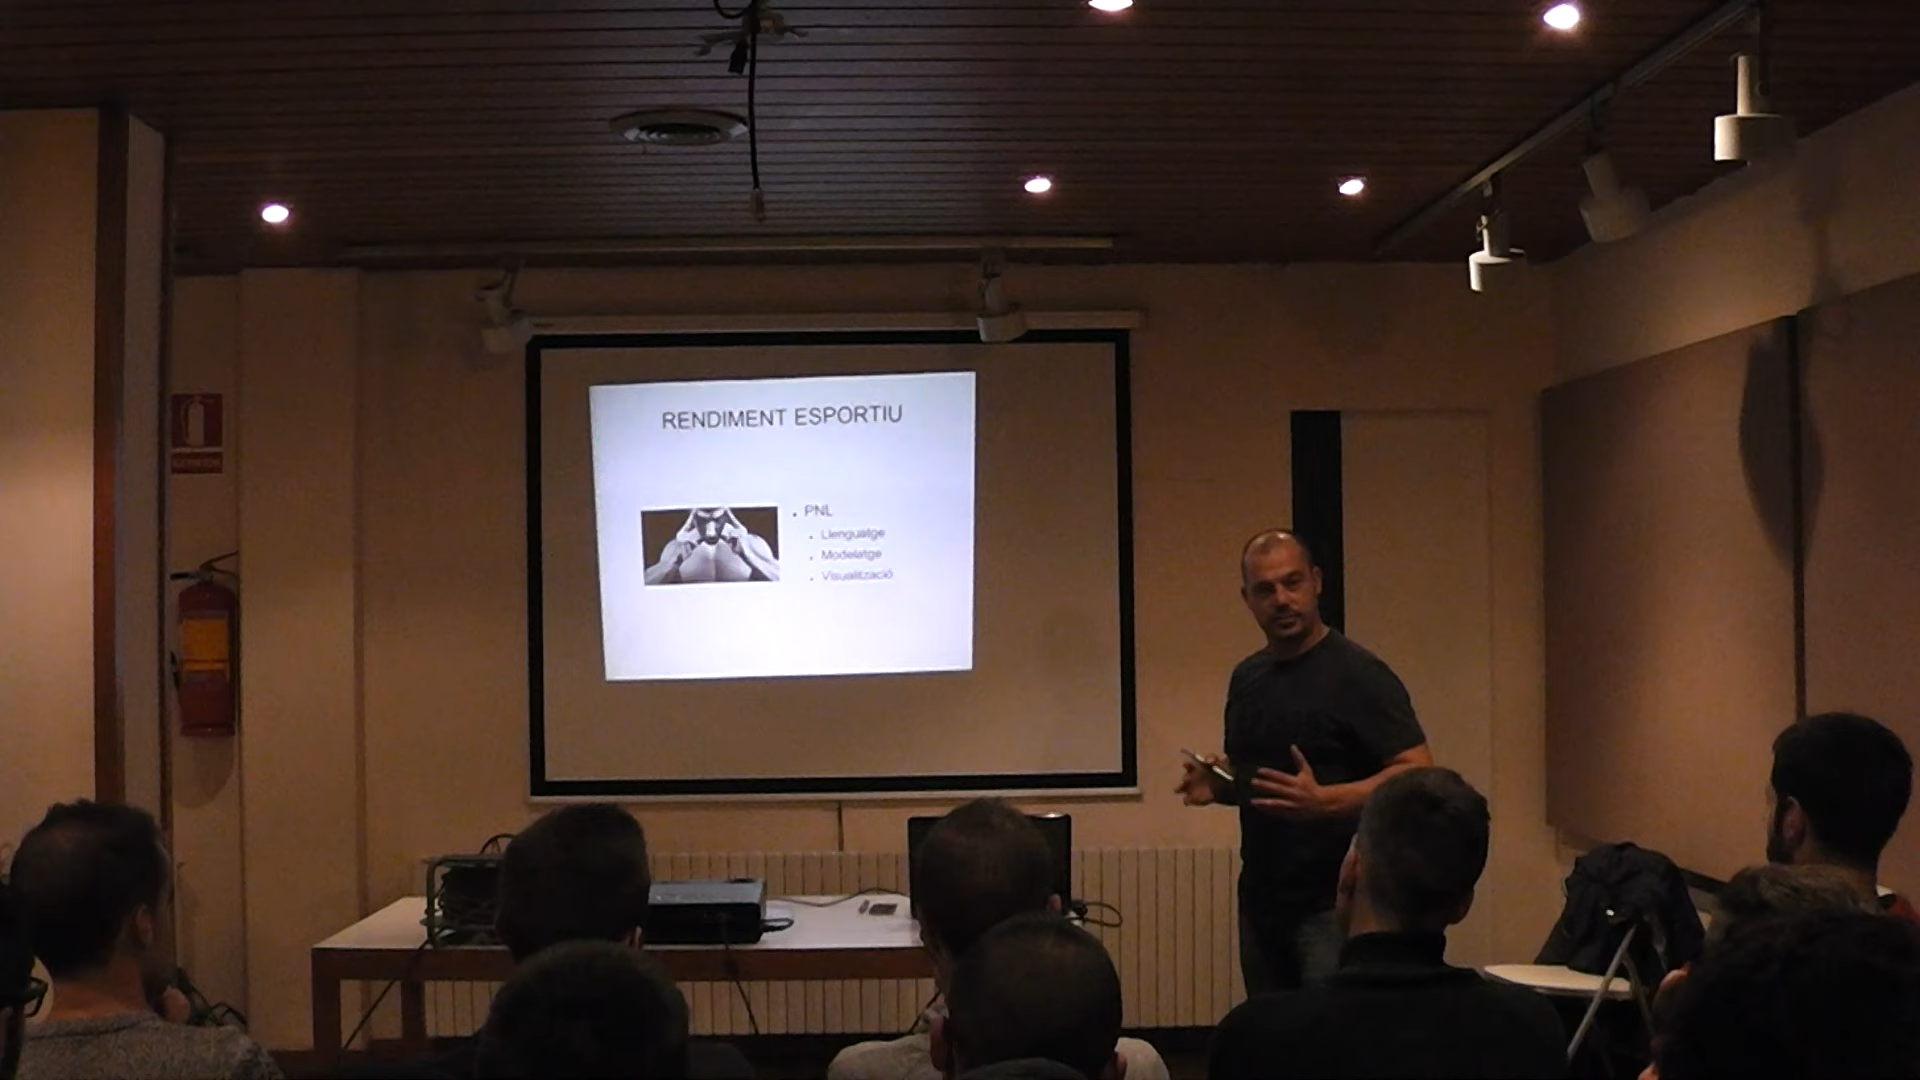 RENDIMENT ESPORTIU
PNL
Llenguatge
Modelatge
Visualització